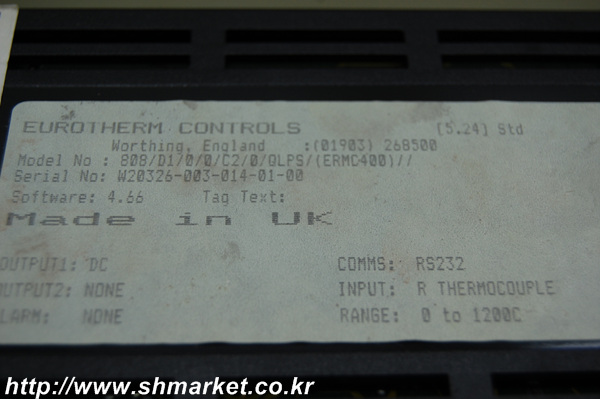 EUROTHERM CONTROLS [5.24] Std
Worthing, England :(01903) 268500
Model No : 808/D1/0/0/C2/0/QLPS/(ERMC400)//
Serial No: W20326-003-014-01-00
Software: 4.66 Tag Text:
Made in UK
OUTPUT1: DC COMMS: RS232
OUTPUT2: NONE INPUT: R THERMOCOUPLE
ALARM: NONE RANGE: 0 to 1200C
http://www.shmarket.co.kr